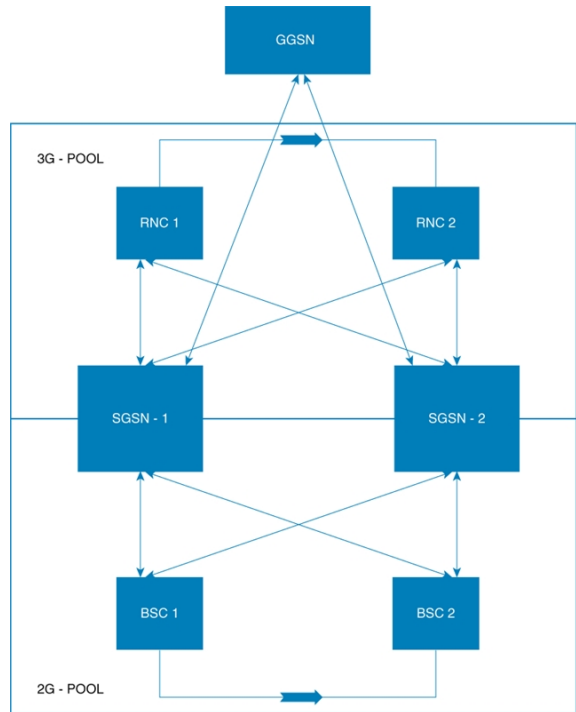 GGSN
3G - POOL
RNC 1
RNC 2
SGSN - 1
SGSN - 2
BSC 1
BSC 2
2G - POOL